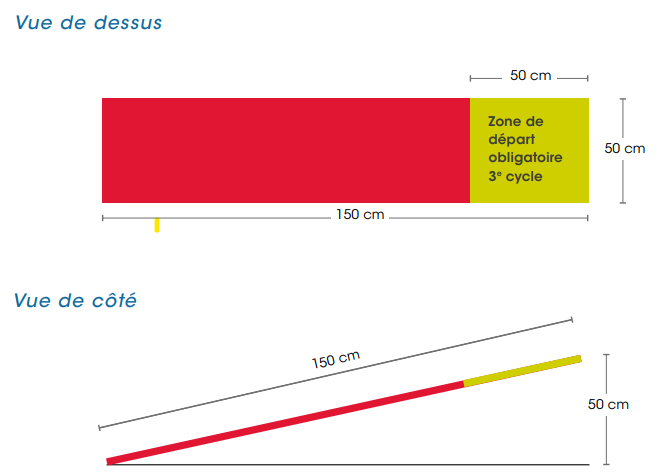 Vue de dessus
50 cm
Zone de
départ
obligatoire
3e cycle
50 cm
150 cm
Vue de côté
150 cm
50 cm